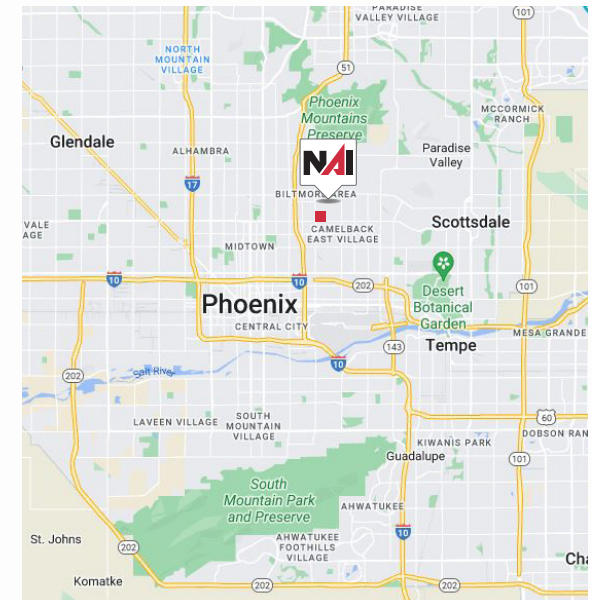 PARADISE
VALLEY VILLAGE
101
NORTH
MOUNTAIN
VILLAGE
51
Phoenix
Mountains
Preserve
MCCORMICK
RANCH
Glendale
ALHAMBRA
Paradise
Valley
NAI
17
BILTMORE AREA
VALE
AGE
Scottsdale
CAMELBACK
EAST VILLAGE
MIDTOWN
10
10
202
101
Desert
Botanical
Garden
Phoenix
CENTRAL CITY
MESA GRANDE
Tempe
143
10
202
Salt River
LAVEEN VILLAGE
SOUTH
MOUNTAIN
VILLAGE
60
DOBSON RAN
KIWANIS PARK
Guadalupe
101
South
Mountain Park
and Preserve
AHWATUKEE
10
St. Johns
202
AHWATUKEE
FOOTHILLS
VILLAGE
Cha
Komatke
202
202